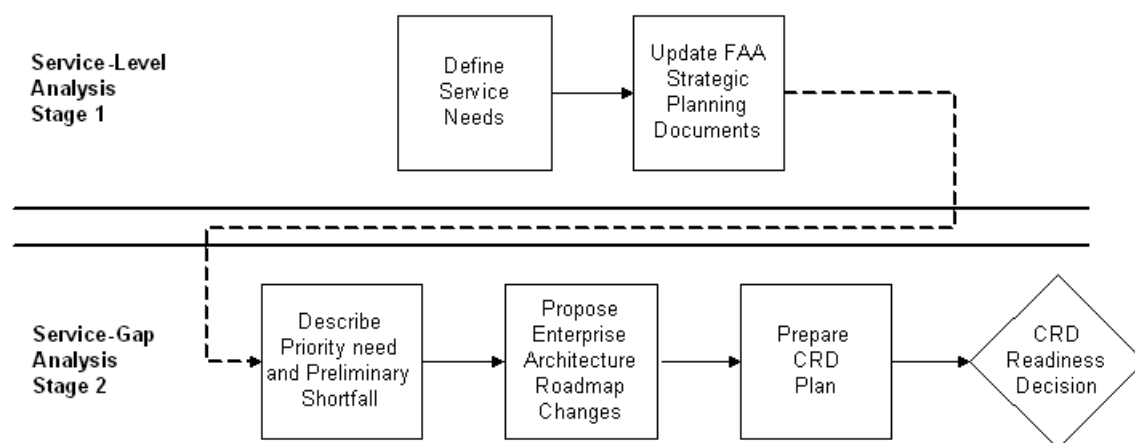 Service-Level
Analysis
Stage 1
Define
Service
Needs
Update FAA
Strategic
Planning
Documents
Service-Gap
Analysis
Stage 2
Describe
Priority need
and Preliminary
Shortfall
Propose
Enterprise
Architecture
Roadmap
Changes
Prepare
CRD
Plan
CRD
Readiness
Decision